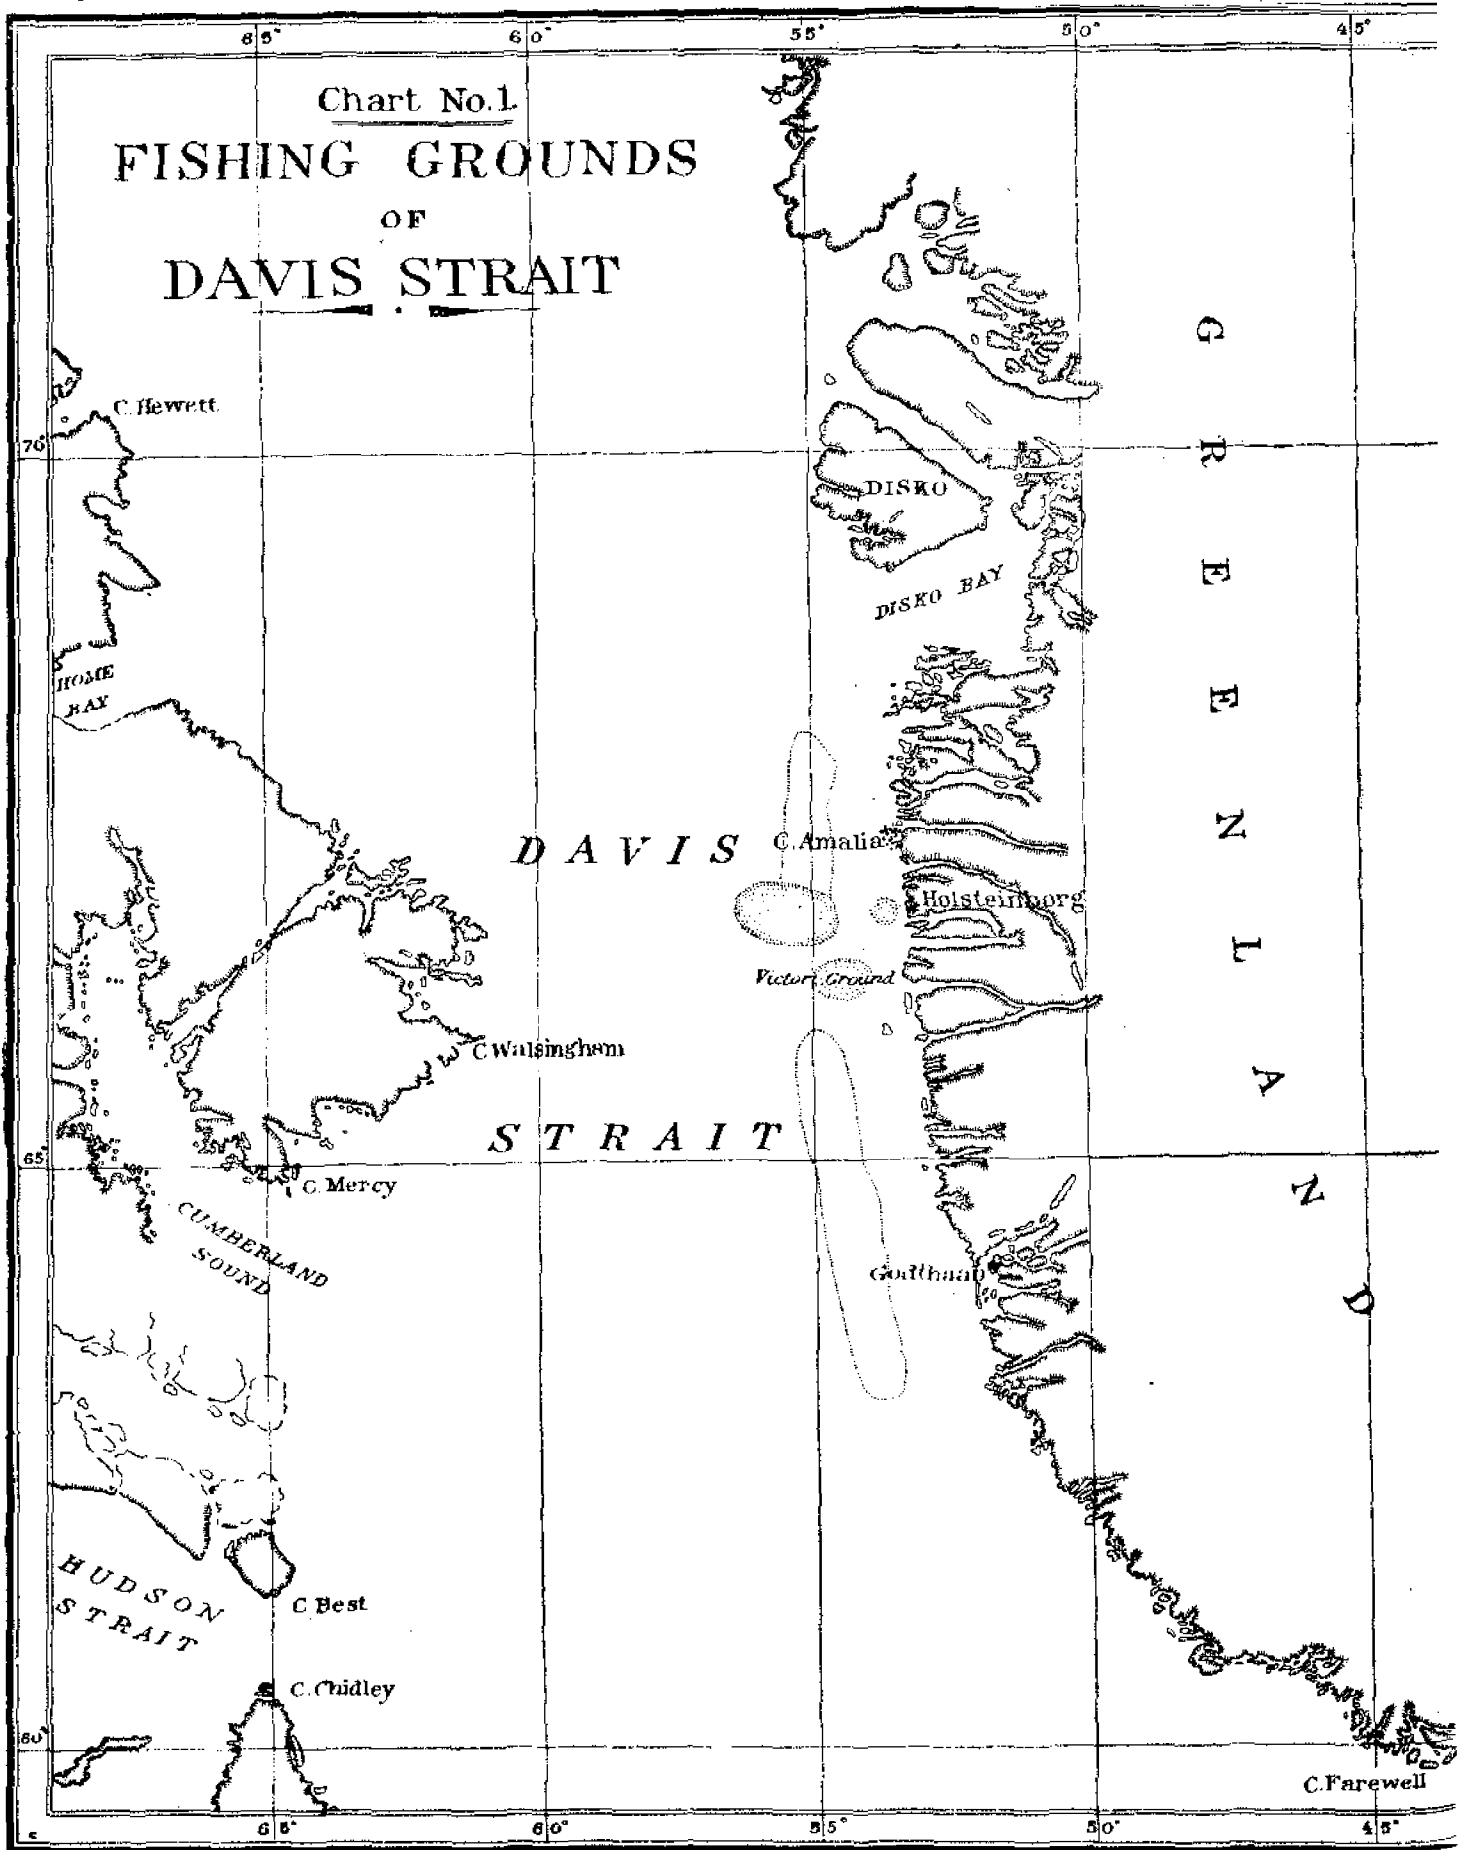 65° 60° 55° 50° 45°
Chart No.1.
FISHING GROUNDS
OF
DAVIS STRAIT
C. Hewett
70°
DISKO
DISKO BAY
HOME
BAY
GREENLAND
DAVIS
C. Amalia
Holsteinborg
Victori Ground
C Walsingham
STRAIT
65°
C. Mercy
CUMBERLAND
SOUND
Godthaab
HUDSON
STRAIT
C Best
C. Chidley
60°
C. Farewell
65° 60° 55° 50° 45°